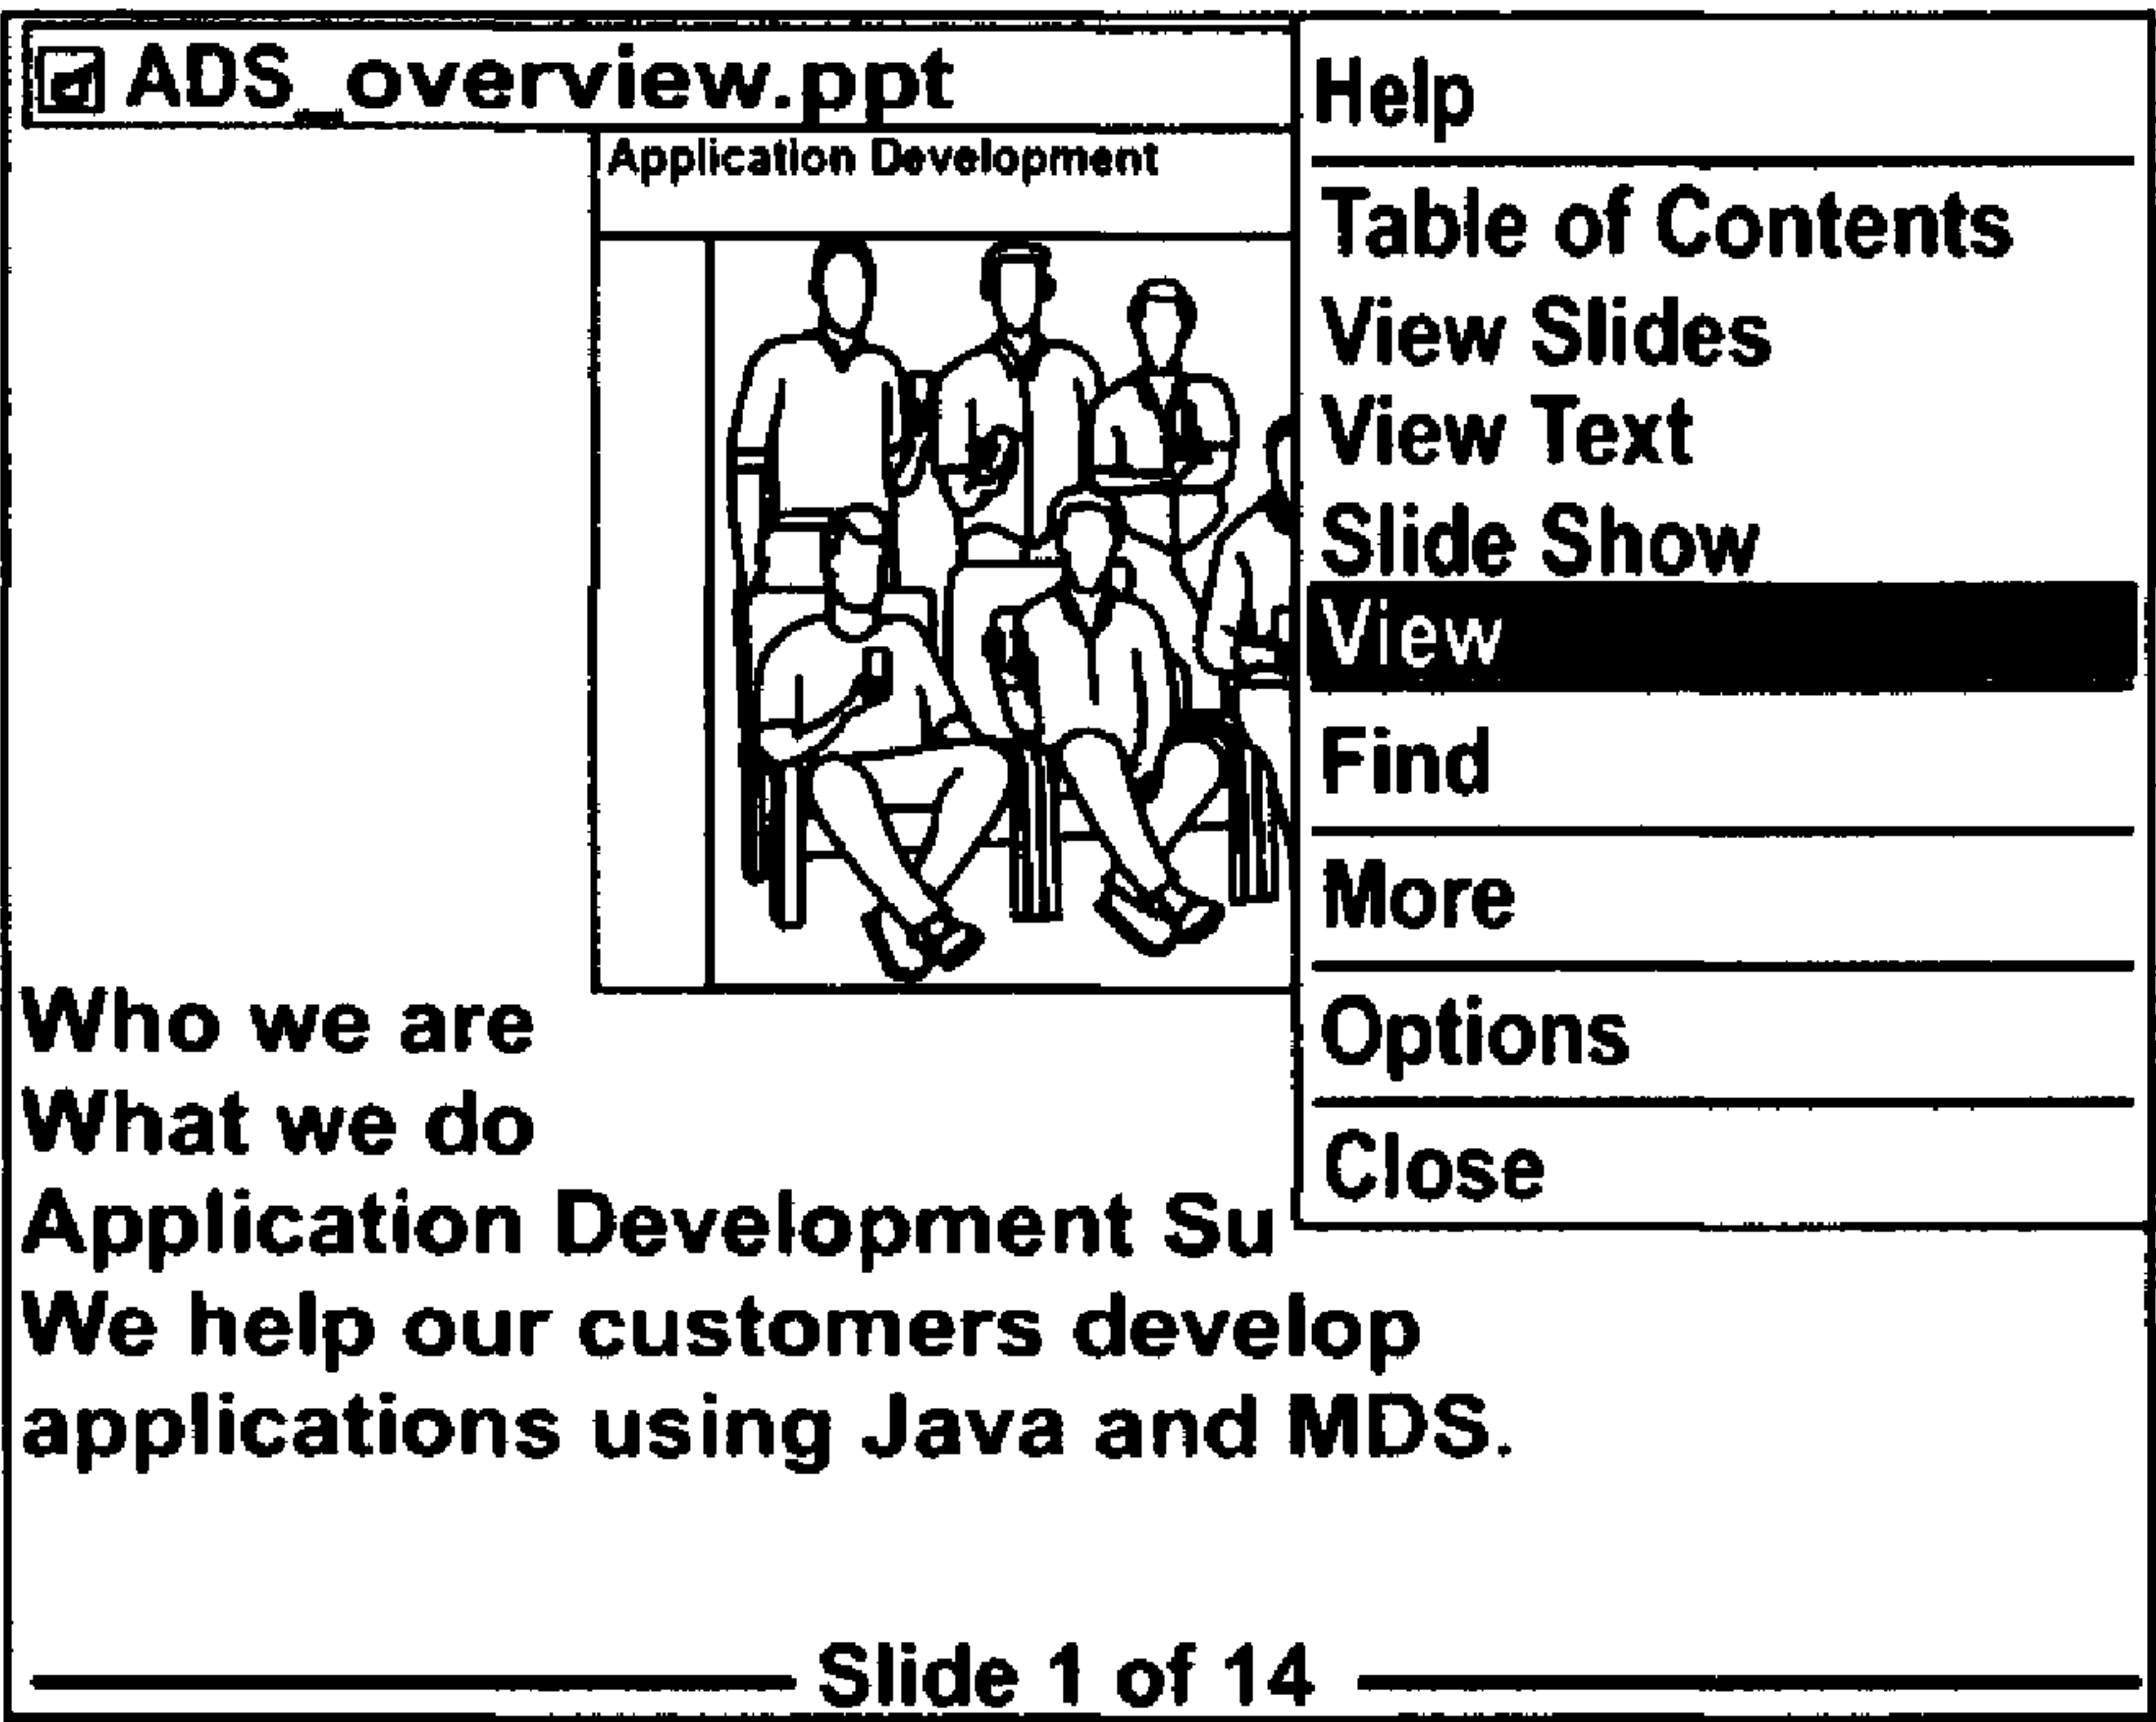 ADS_overview.ppt
Application Development
Who we are
What we do
Application Development Su
We help our customers develop
applications using Java and MDS.
Slide 1 of 14
Help
Table of Contents
View Slides
View Text
Slide Show
View
Find
More
Options
Close